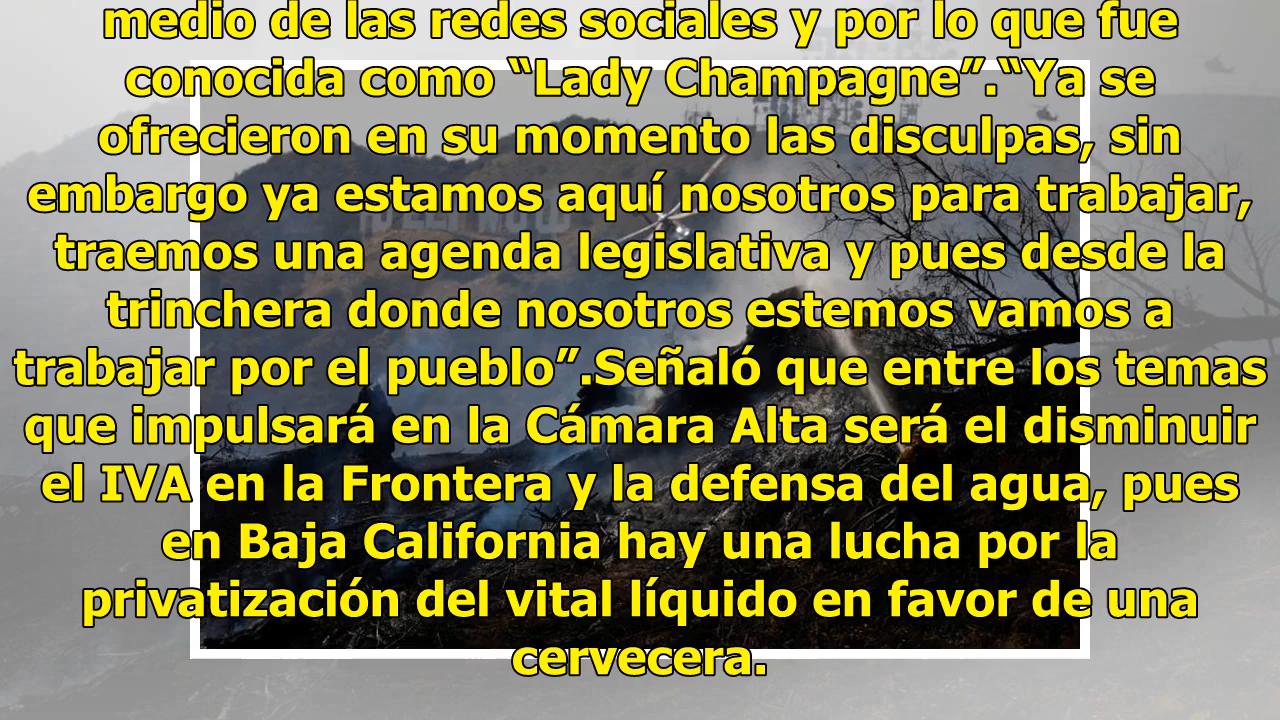 medio de las redes sociales y por lo que fue
conocida como “Lady Champagne”.“Ya se
ofrecieron en su momento las disculpas, sin
embargo ya estamos aquí nosotros para trabajar,
traemos una agenda legislativa y pues desde la
trinchera donde nosotros estemos vamos a
trabajar por el pueblo”.Señaló que entre los temas
que impulsará en la Cámara Alta será el disminuir
el IVA en la Frontera y la defensa del agua, pues
en Baja California hay una lucha por la
privatización del vital líquido en favor de una
cervecera.